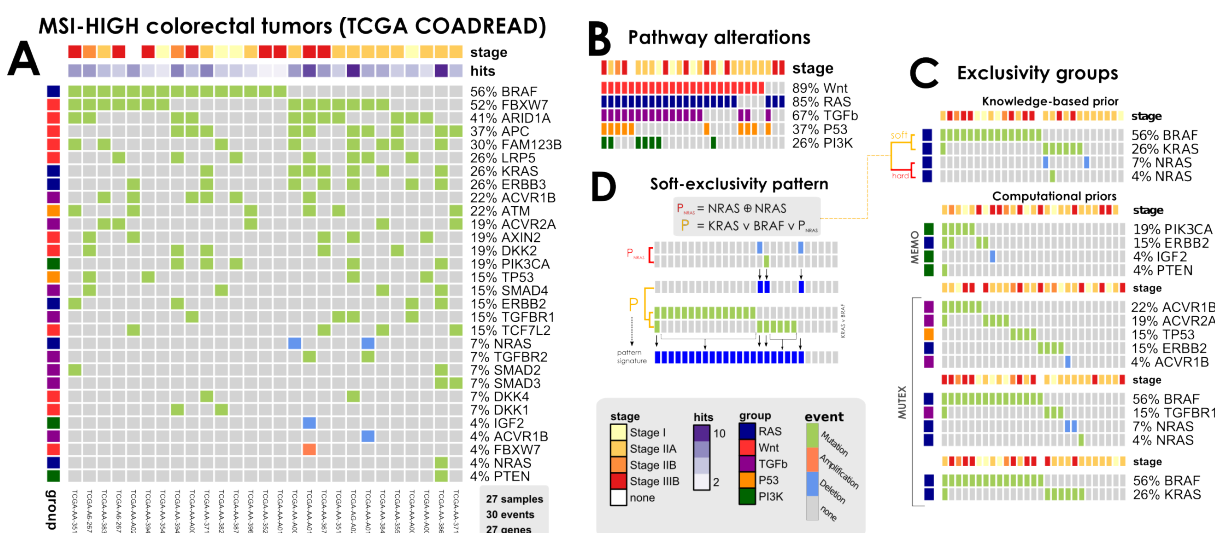 MSI-HIGH colorectal tumors (TCGA COADREAD)
A
stage
hits
56% BRAF
52% FBXW7
41% ARID1A
37% APC
30% FAM123B
26% LRP5
26% KRAS
26% ERBB3
22% ACVR1B
22% ATM
19% ACVR2A
19% AXIN2
19% DKK2
19% PIK3CA
15% TP53
15% SMAD4
15% ERBB2
15% TGFBR1
15% TCF7L2
7% NRAS
7% TGFBR2
7% SMAD2
7% SMAD3
7% DKK4
7% DKK1
4% IGF2
4% ACVR1B
4% FBXW7
4% NRAS
4% PTEN
group
27 samples
30 events
27 genes
B
Pathway alterations
stage
89% Wnt
85% RAS
67% TGFb
37% P53
26% PI3K
D
Soft-exclusivity pattern
P NRAS = NRAS ⊕ NRAS
P = KRAS ∨ BRAF ∨ P NRAS
P NRAS
P
KRAS ∨ BRAF
pattern
signature
stage
Stage I
Stage IIA
Stage IIB
Stage IIIB
none
hits
10
2
group
RAS
Wnt
TGFb
P53
PI3K
event
Mutation
Amplification
Deletion
none
C
Exclusivity groups
Knowledge-based prior
stage
soft
hard
56% BRAF
26% KRAS
7% NRAS
4% NRAS
Computational priors
stage
MEMO
19% PIK3CA
15% ERBB2
4% IGF2
4% PTEN
stage
MUTEX
22% ACVR1B
19% ACVR2A
15% TP53
15% ERBB2
4% ACVR1B
stage
56% BRAF
15% TGFBR1
7% NRAS
4% NRAS
stage
56% BRAF
26% KRAS